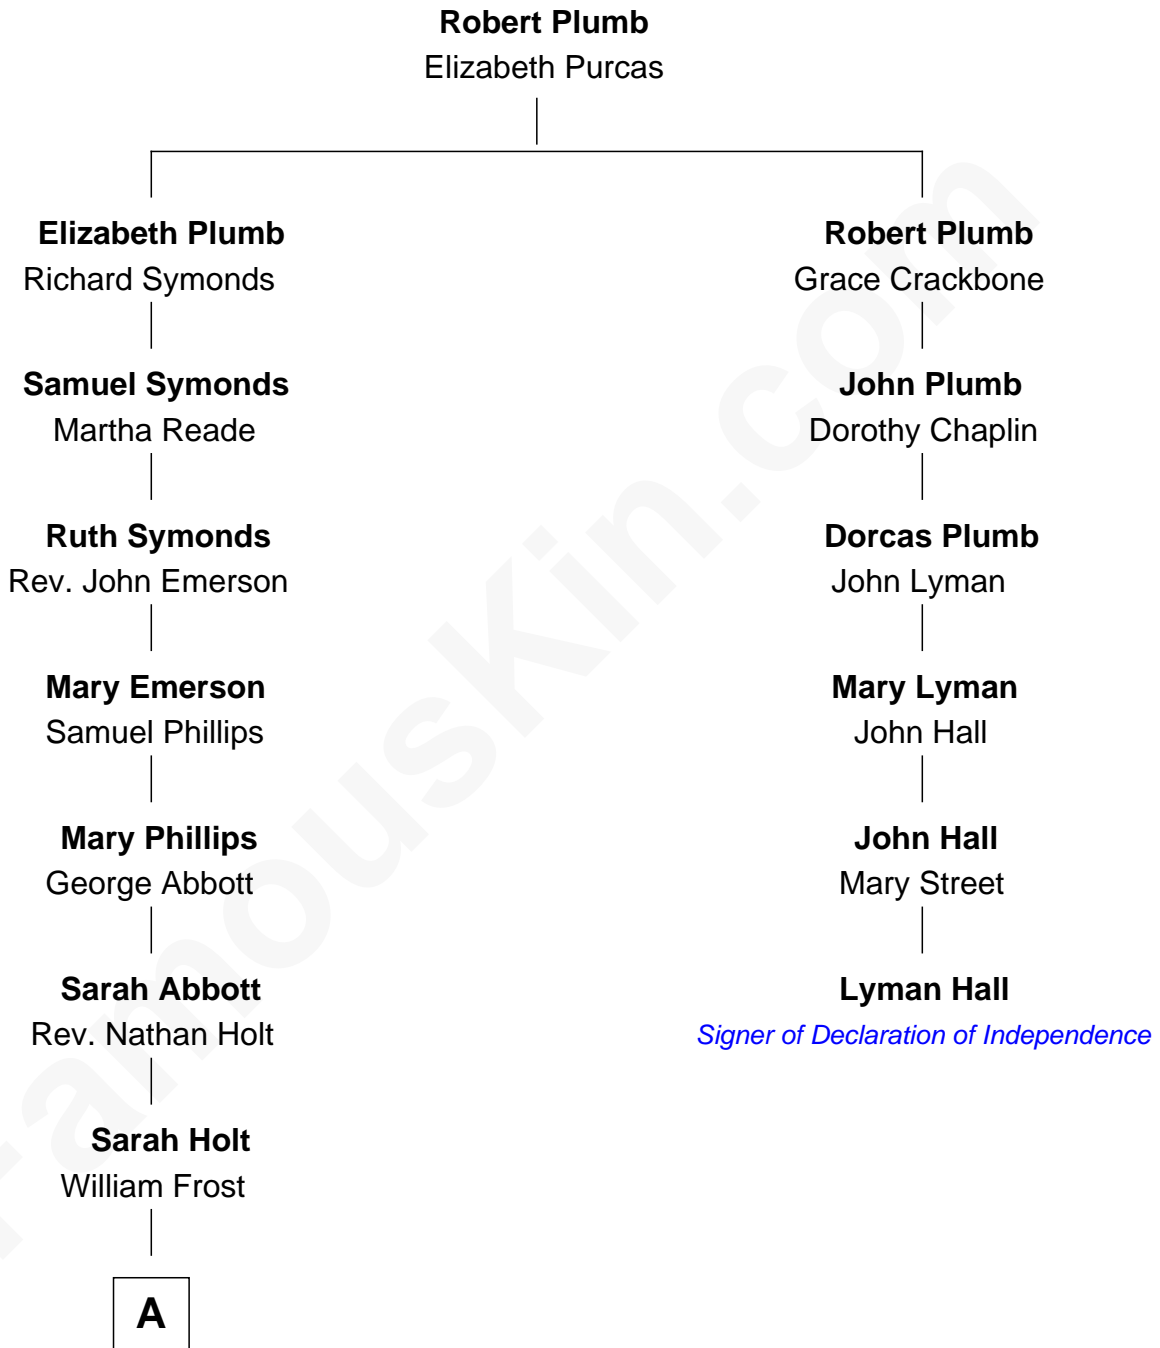 Robert Plumb
Elizabeth Purcas
Elizabeth Plumb
Richard Symonds
Robert Plumb
Grace Crackbone
Samuel Symonds
Martha Reade
John Plumb
Dorothy Chaplin
Ruth Symonds
Rev. John Emerson
Dorcas Plumb
John Lyman
Mary Emerson
Samuel Phillips
Mary Lyman
John Hall
Mary Phillips
George Abbott
John Hall
Mary Street
Sarah Abbott
Rev. Nathan Holt
Lyman Hall
Signer of Declaration of Independence
Sarah Holt
William Frost
A
FamousKin.com